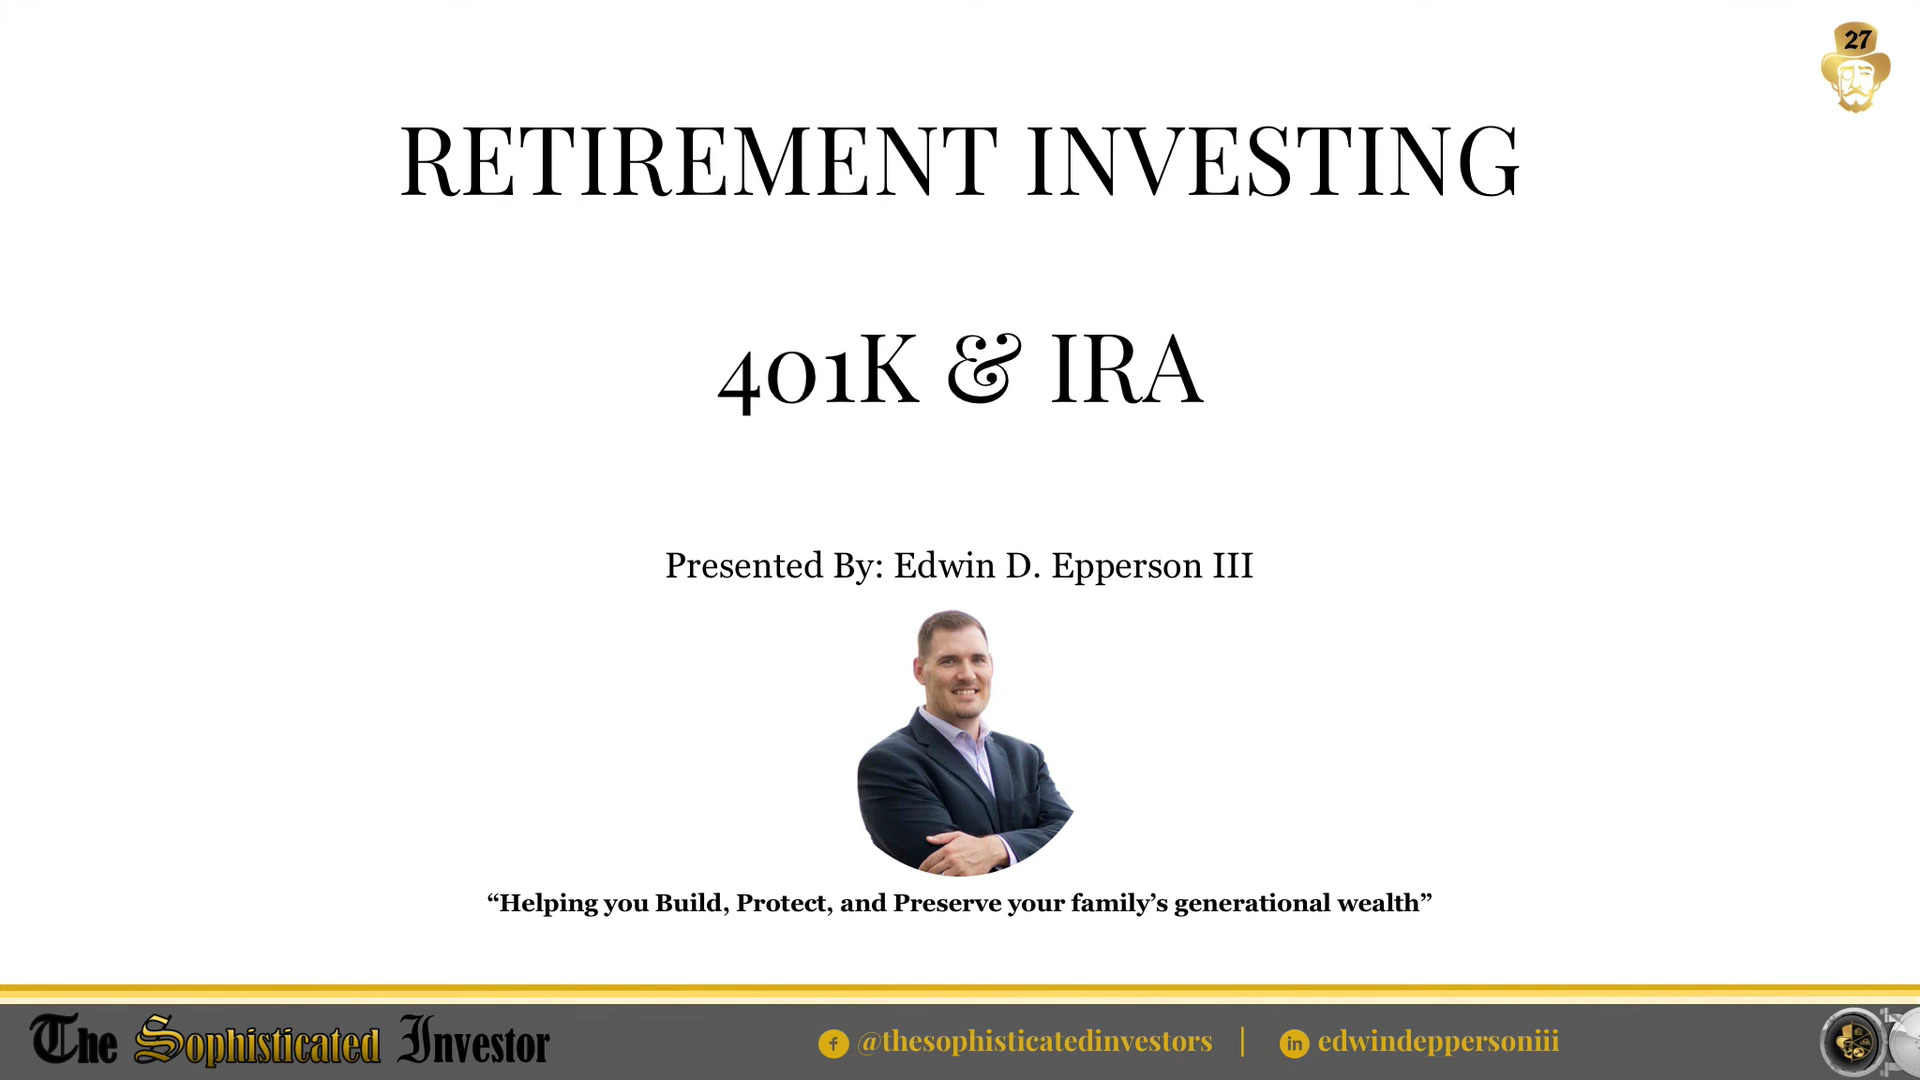 27
RETIREMENT INVESTING
401K & IRA
Presented By: Edwin D. Epperson III
“Helping you Build, Protect, and Preserve your family’s generational wealth”
The Sophisticated Investor
@thesophisticatedinvestors | edwindeppersoniii